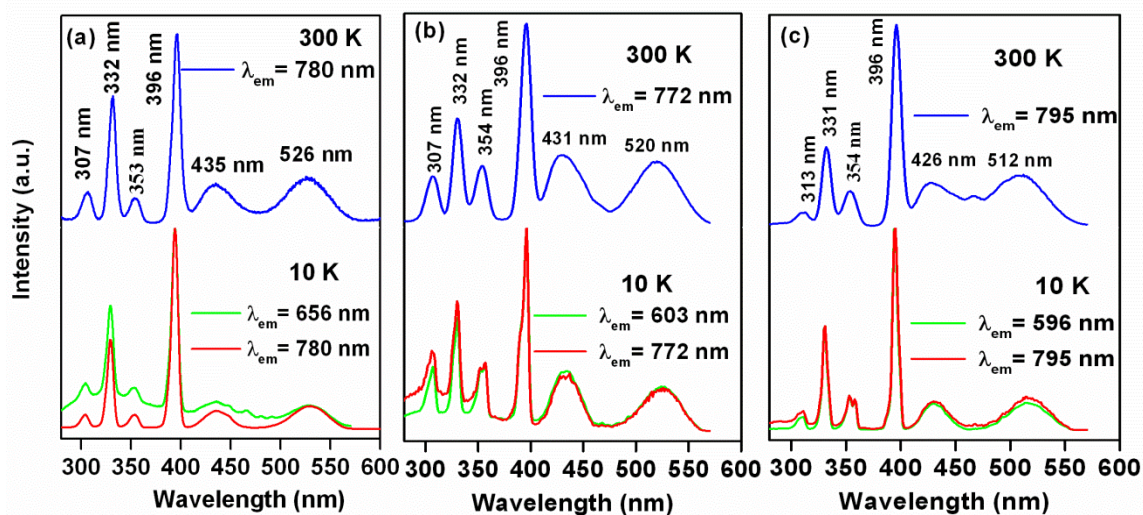 (a)
300 K
λem= 780 nm
307 nm
332 nm
353 nm
396 nm
435 nm
526 nm
10 K
λem= 656 nm
λem= 780 nm
300 350 400 450 500 550 600
Wavelength (nm)
Intensity (a.u.)
(b)
300 K
λem= 772 nm
307 nm
332 nm
354 nm
396 nm
431 nm
520 nm
10 K
λem= 603 nm
λem= 772 nm
300 350 400 450 500 550 600
Wavelength (nm)
(c)
300 K
λem= 795 nm
313 nm
331 nm
354 nm
396 nm
426 nm
512 nm
10 K
λem= 596 nm
λem= 795 nm
300 350 400 450 500 550 600
Wavelength (nm)